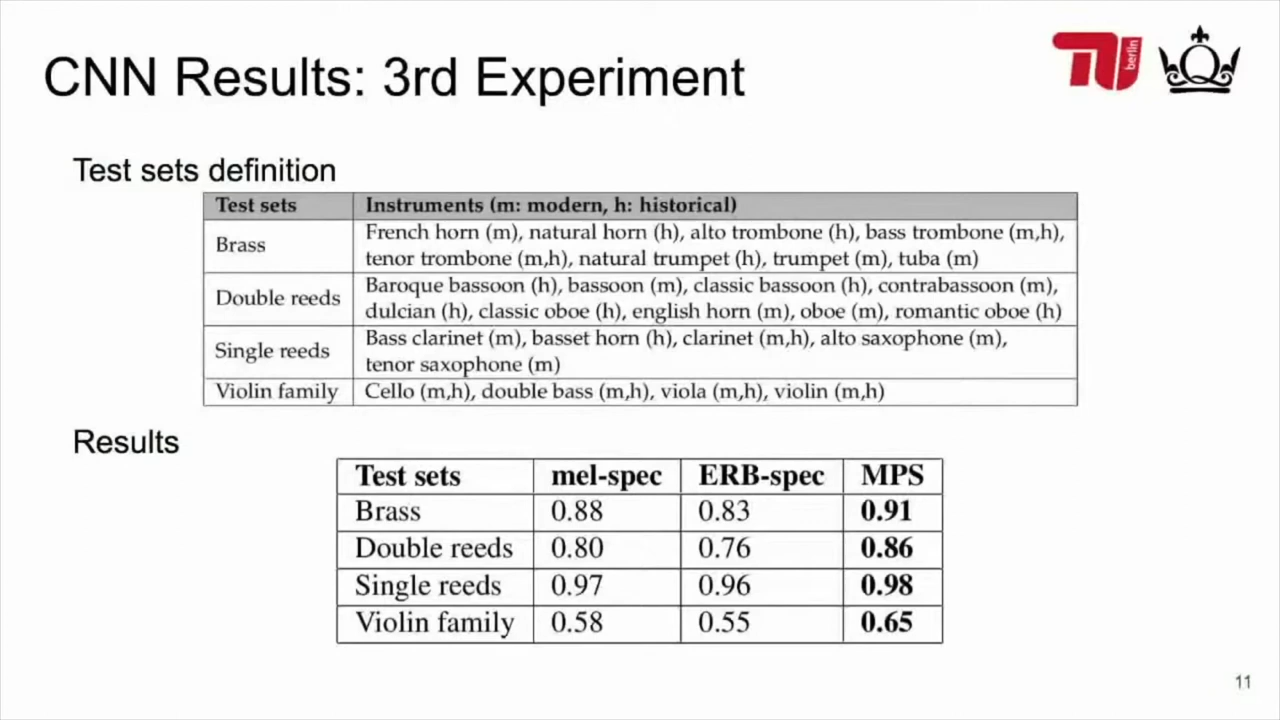 CNN Results: 3rd Experiment
berlin
Q
Test sets definition
Test sets Instruments (m: modern, h: historical)
Brass French horn (m), natural horn (h), alto trombone (h), bass trombone (m,h),
tenor trombone (m,h), natural trumpet (h), trumpet (m), tuba (m)
Double reeds Baroque bassoon (h), bassoon (m), classic bassoon (h), contrabassoon (m),
dulcian (h), classic oboe (h), english horn (m), oboe (m), romantic oboe (h)
Single reeds Bass clarinet (m), basset horn (h), clarinet (m,h), alto saxophone (m),
tenor saxophone (m)
Violin family Cello (m,h), double bass (m,h), viola (m,h), violin (m,h)
Results
Test sets mel-spec ERB-spec MPS
Brass 0.88 0.83 0.91
Double reeds 0.80 0.76 0.86
Single reeds 0.97 0.96 0.98
Violin family 0.58 0.55 0.65
11